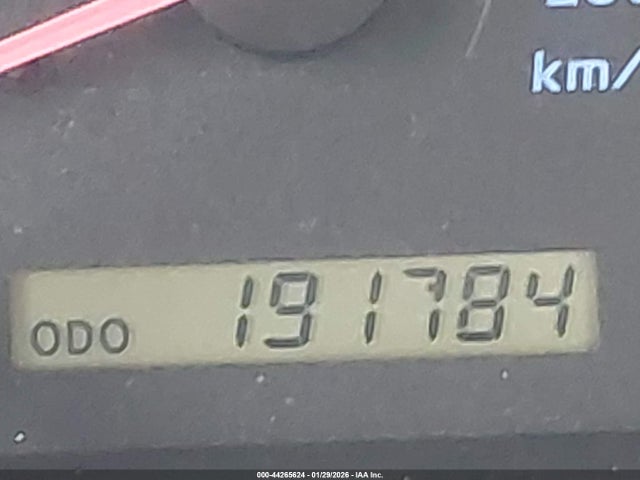 km/
ODO 191784
000-44265624 - 01/29/2026 - IAA Inc.